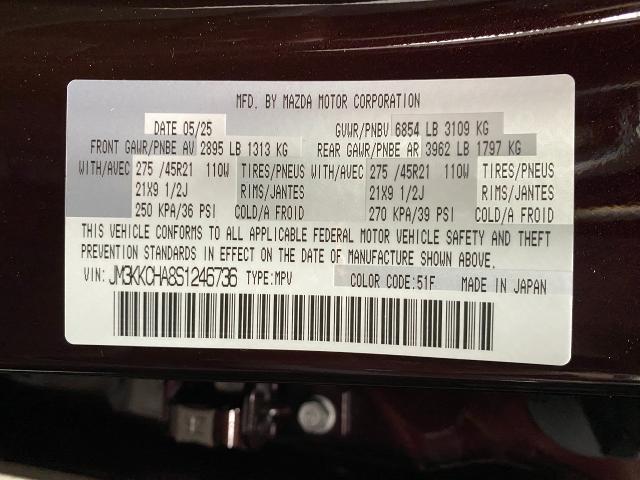 MFD. BY MAZDA MOTOR CORPORATION
DATE 05/25 GVWR/PNBV 6854 LB 3109 KG
FRONT GAWR/PNBE AV 2895 LB 1313 KG REAR GAWR/PNBE AR 3962 LB 1797 KG
WITH/AVEC 275 /45R21 110W TIRES/PNEUS WITH/AVEC 275 /45R21 110W TIRES/PNEUS
21X9 1/2J RIMS/JANTES 21X9 1/2J RIMS/JANTES
250 KPA/36 PSI COLD/A FROID 270 KPA/39 PSI COLD/A FROID
THIS VEHICLE CONFORMS TO ALL APPLICABLE FEDERAL MOTOR VEHICLE SAFETY AND THEFT
PREVENTION STANDARDS IN EFFECT ON THE DATE OF MANUFACTURE SHOWN ABOVE.
VIN: JM3KKCHA8S1246736 TYPE:MPV COLOR CODE:51F MADE IN JAPAN